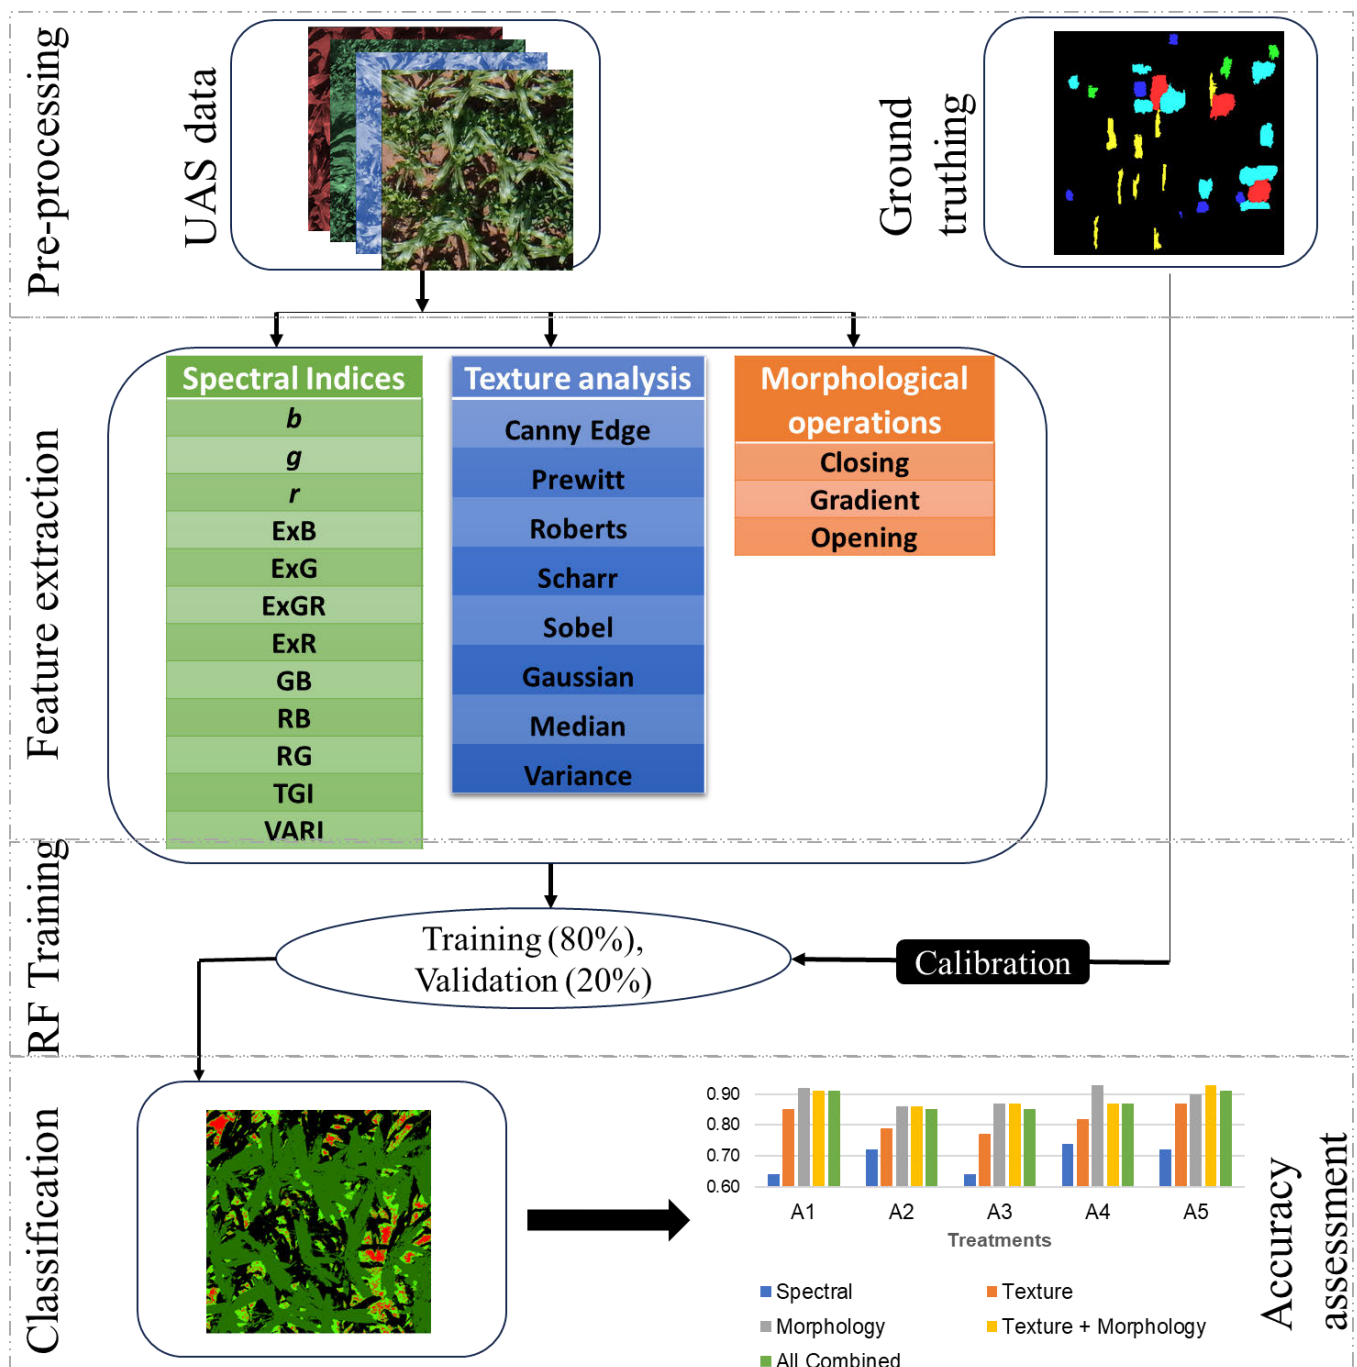 Pre-processing
UAS data
Ground
truthing
Feature extraction
Spectral Indices
b
g
r
ExB
ExG
ExGR
ExR
GB
RB
RG
TGI
VARI
Texture analysis
Canny Edge
Prewitt
Roberts
Scharr
Sobel
Gaussian
Median
Variance
Morphological
operations
Closing
Gradient
Opening
RF Training
Training (80%),
Validation (20%)
Calibration
Classification
0.90
0.80
0.70
0.60
A1 A2 A3 A4 A5
Treatments
Spectral Texture
Morphology Texture + Morphology
All Combined
Accuracy
assessment